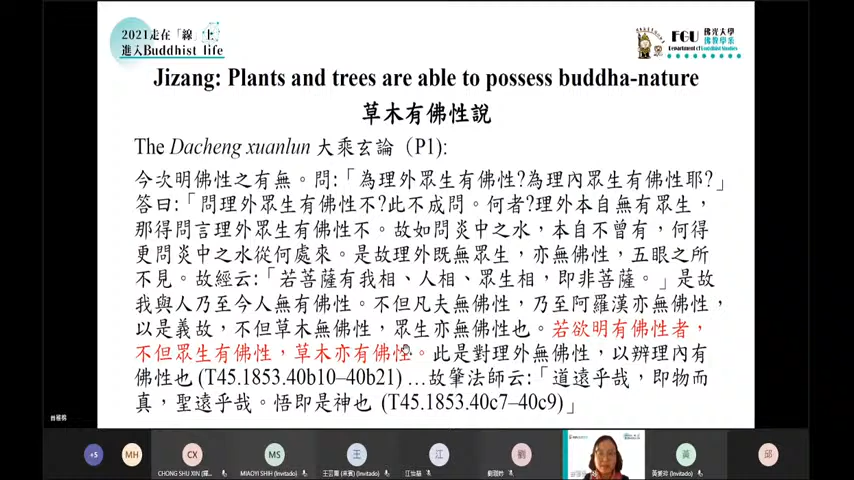 2021走在「線」上
進入Buddhist life
FGU 佛光大學
佛教學系
Department of Buddhist Studies
Jizang: Plants and trees are able to possess buddha-nature
草木有佛性說
The Dacheng xuanlun 大乘玄論（P1）:
今次明佛性之有無。問:「為理外眾生有佛性?為理內眾生有佛性耶?」
答曰:「問理外眾生有佛性不?此不成問。何者?理外本自無有眾生，
那得問言理外眾生有佛性不。故如問炎中之水，本自不曾有，何得
更問炎中之水從何處來。是故理外既無眾生，亦無佛性，五眼之所
不見。故經云:「若菩薩有我相、人相、眾生相，即非菩薩。」是故
我與人乃至今人無有佛性。不但凡夫無佛性，乃至阿羅漢亦無佛性，
以是義故，不但草木無佛性，眾生亦無佛性也。若欲明有佛性者，
不但眾生有佛性，草木亦有佛性。此是對理外無佛性，以辨理內有
佛性也 (T45.1853.40b10–40b21) …故肇法師云:「道遠乎哉，即物而
真，聖遠乎哉。悟即是神也 (T45.1853.40c7–40c9)」
+5
MH
CX
MS
王
江
劉
黃
邱
CHONG SHU XIN (羅...
MIAOYI SHIH (Invitado)
王芸菁 (來賓) (Invitado)
江怡蓓